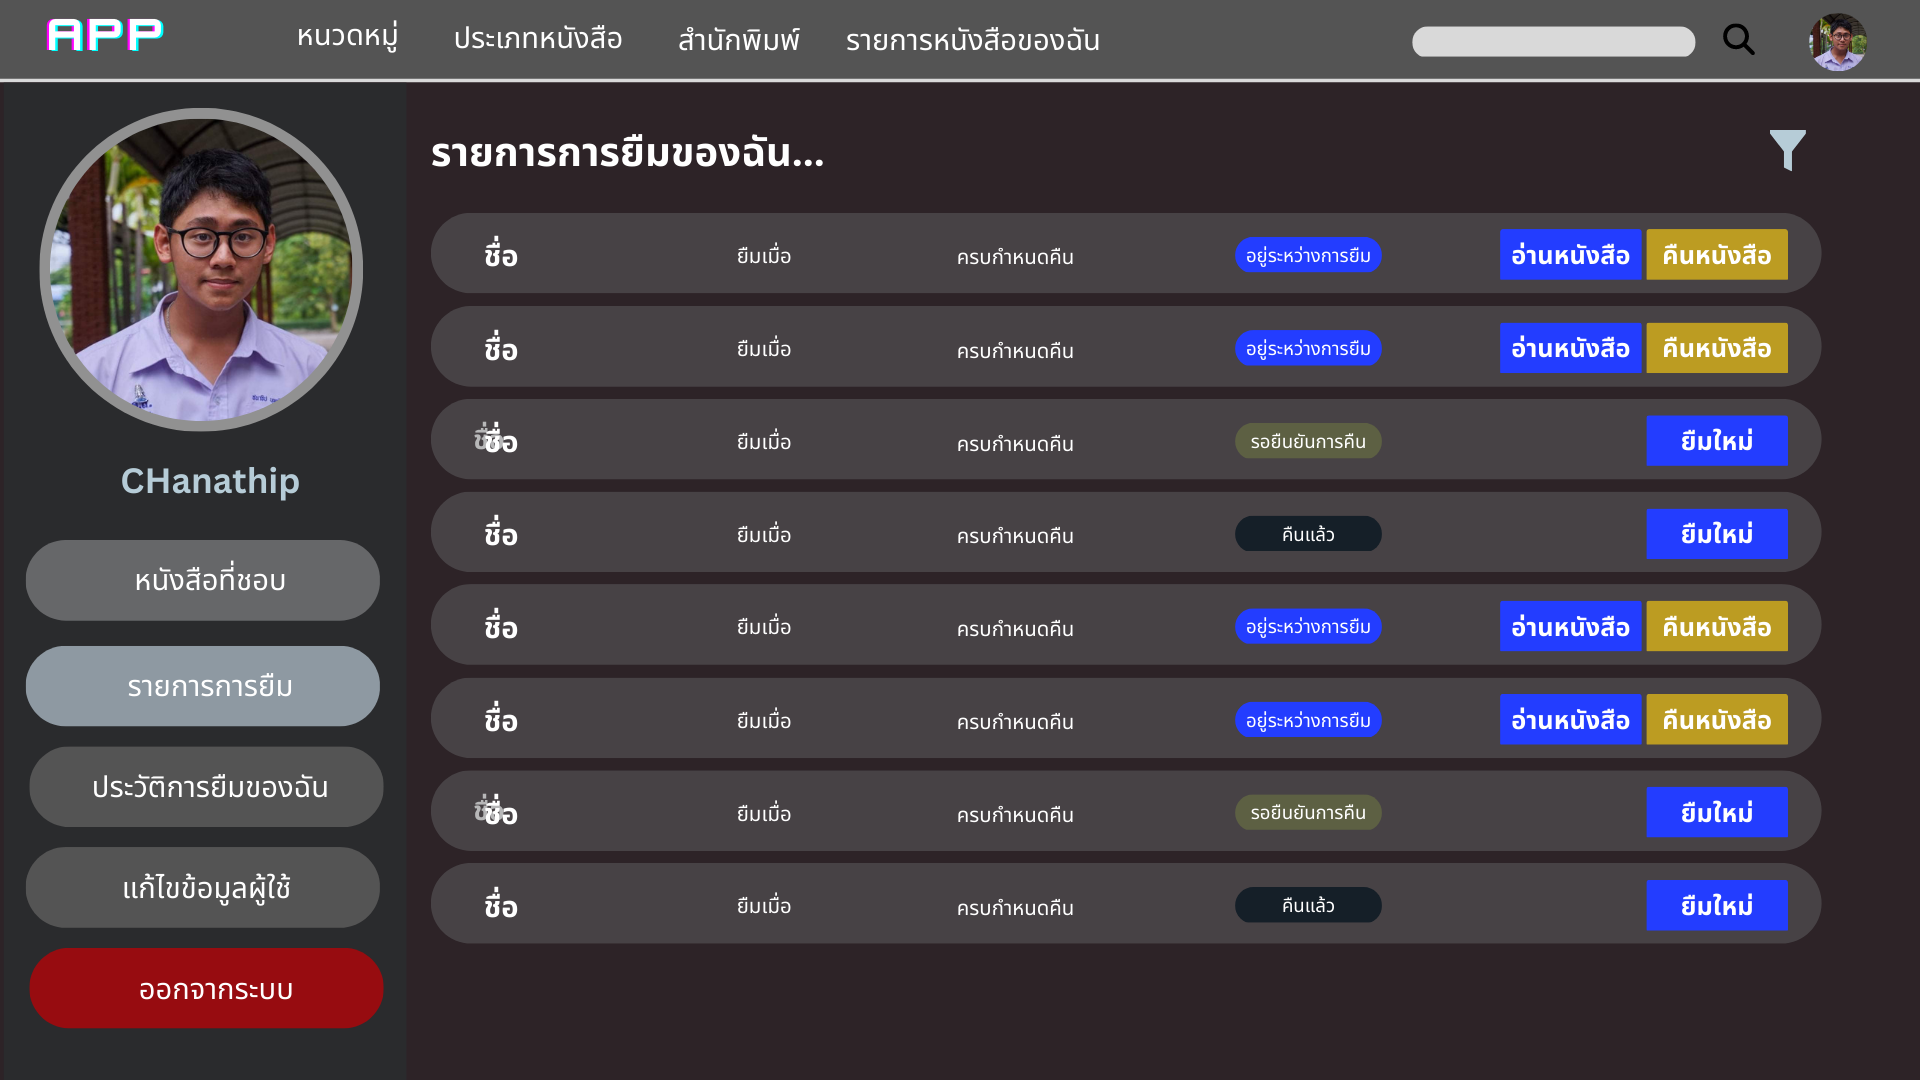 APP
หนวดหมู่ ประเภทหนังสือ สำนักพิมพ์ รายการหนังสือของฉัน
CHanathip
หนังสือที่ชอบ
รายการการยืม
ประวัติการยืมของฉัน
แก้ไขข้อมูลผู้ใช้
ออกจากระบบ
รายการการยืมของฉัน...
ชื่อ ยืมเมื่อ ครบกำหนดคืน อยู่ระหว่างการยืม อ่านหนังสือ คืนหนังสือ
ชื่อ ยืมเมื่อ ครบกำหนดคืน อยู่ระหว่างการยืม อ่านหนังสือ คืนหนังสือ
ชื่อ ชื่อ ยืมเมื่อ ครบกำหนดคืน รอยืนยันการคืน ยืมใหม่
ชื่อ ยืมเมื่อ ครบกำหนดคืน คืนแล้ว ยืมใหม่
ชื่อ ยืมเมื่อ ครบกำหนดคืน อยู่ระหว่างการยืม อ่านหนังสือ คืนหนังสือ
ชื่อ ยืมเมื่อ ครบกำหนดคืน อยู่ระหว่างการยืม อ่านหนังสือ คืนหนังสือ
ชื่อ ชื่อ ยืมเมื่อ ครบกำหนดคืน รอยืนยันการคืน ยืมใหม่
ชื่อ ยืมเมื่อ ครบกำหนดคืน คืนแล้ว ยืมใหม่